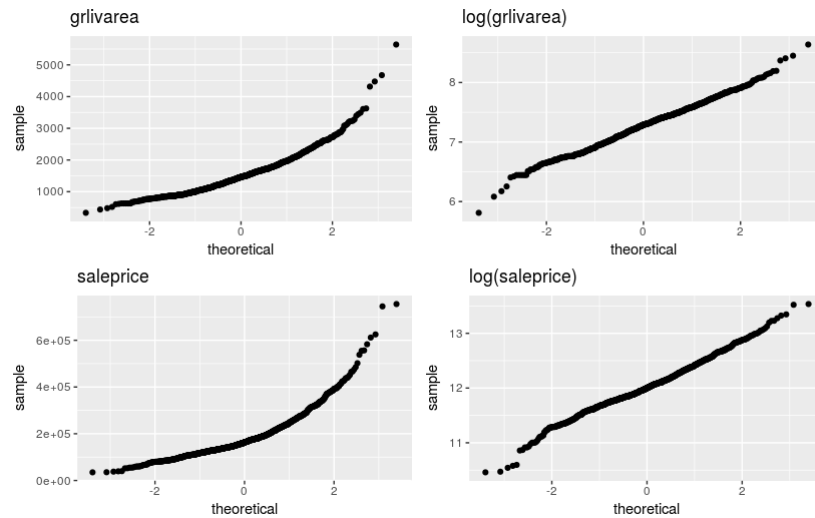 grlivarea
log(grlivarea)
5000
4000
3000
2000
1000
sample
-2
0
2
theoretical
8
7
6
sample
-2
0
2
theoretical
saleprice
log(saleprice)
6e+05
4e+05
2e+05
0e+00
sample
-2
0
2
theoretical
13
12
11
sample
-2
0
2
theoretical